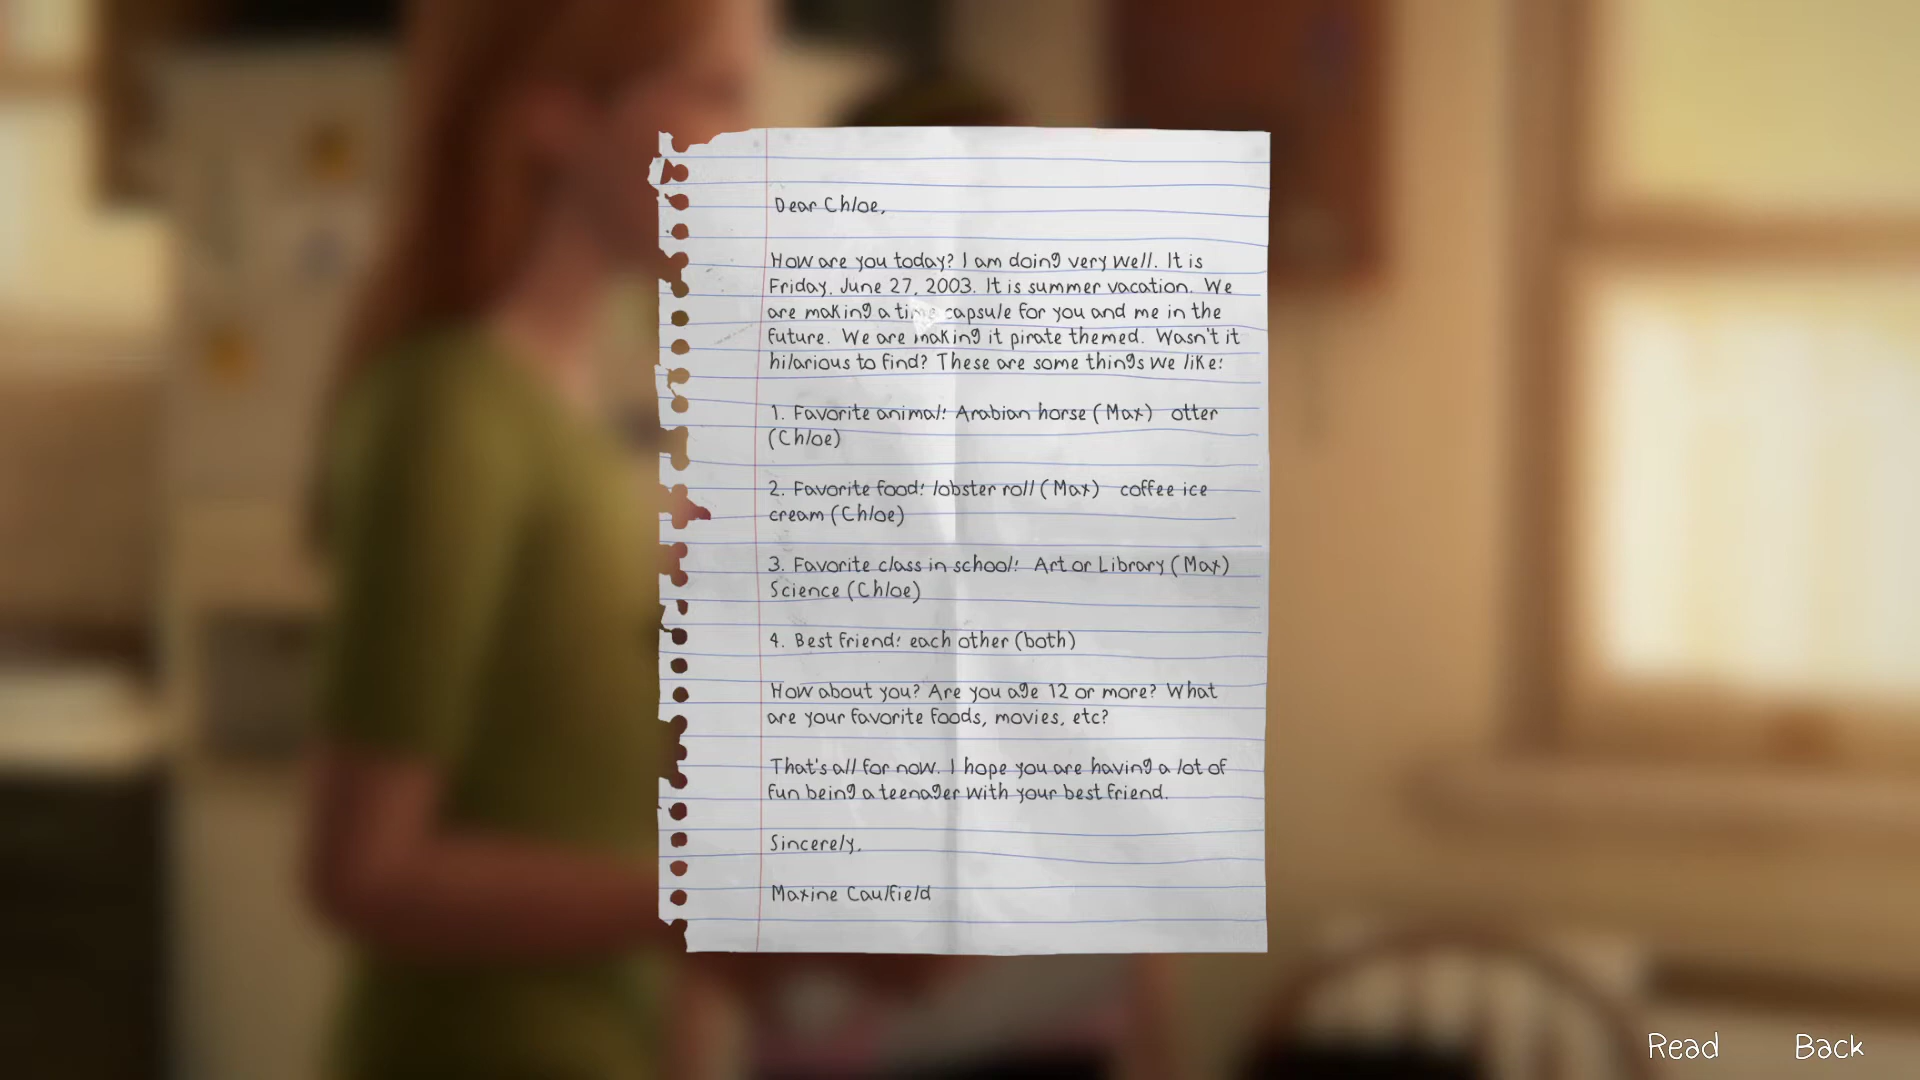 Dear Chloe,
How are you today? I am doing very well. It is
Friday, June 27, 2003. It is summer vacation. We
are making a time capsule for you and me in the
future. We are making it pirate themed. Wasn't it
hilarious to find? These are some things we like:
1. Favorite animal: Arabian horse (Max) otter
(Chloe)
2. Favorite food: lobster roll (Max) coffee ice
cream (Chloe)
3. Favorite class in school: Art or Library (Max)
Science (Chloe)
4. Best friend: each other (both)
How about you? Are you age 12 or more? What
are your favorite foods, movies, etc?
That's all for now. I hope you are having a lot of
fun being a teenager with your best friend.
Sincerely,
Maxine Caulfield
Read Back